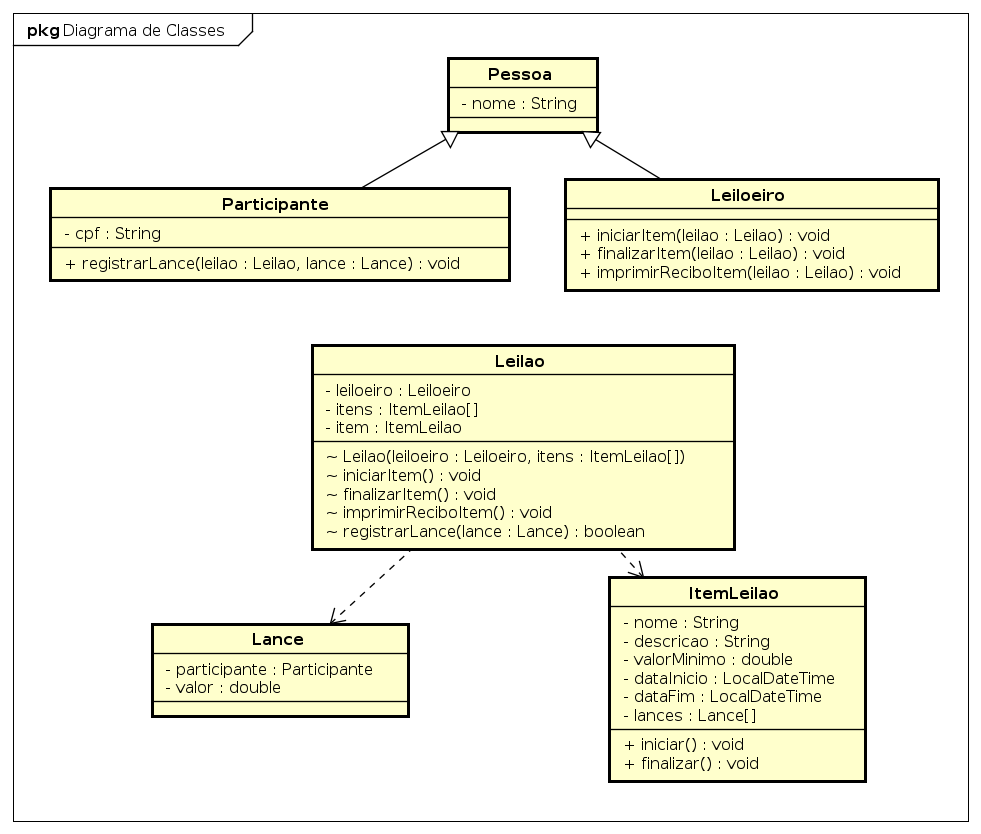 pkg Diagrama de Classes
Pessoa
- nome : String
Participante
- cpf : String
+ registrarLance(leilao : Leilao, lance : Lance) : void
Leiloeiro
+ iniciarItem(leilao : Leilao) : void
+ finalizarItem(leilao : Leilao) : void
+ imprimirReciboItem(leilao : Leilao) : void
Leilao
- leiloeiro : Leiloeiro
- itens : ItemLeilao[]
- item : ItemLeilao
~ Leilao(leiloeiro : Leiloeiro, itens : ItemLeilao[])
~ iniciarItem() : void
~ finalizarItem() : void
~ imprimirReciboItem() : void
~ registrarLance(lance : Lance) : boolean
Lance
- participante : Participante
- valor : double
ItemLeilao
- nome : String
- descricao : String
- valorMinimo : double
- dataInicio : LocalDateTime
- dataFim : LocalDateTime
- lances : Lance[]
+ iniciar() : void
+ finalizar() : void